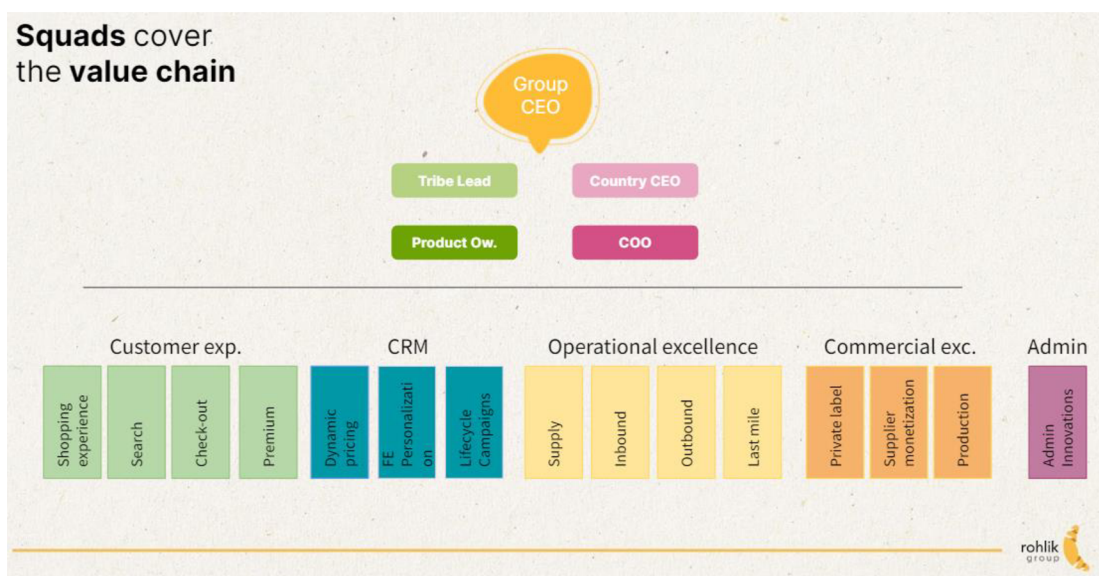 Squads cover
the value chain
Group
CEO
Tribe Lead
Country CEO
Product Ow.
COO
Customer exp.
CRM
Operational excellence
Commercial exc.
Admin
Shopping
experience
Search
Check-out
Premium
Dynamic
pricing
FE
Personalizati
on
Lifecycle
Campaigns
Supply
Inbound
Outbound
Last mile
Private label
Supplier
monetization
Production
Admin
Innovations
rohlik
group